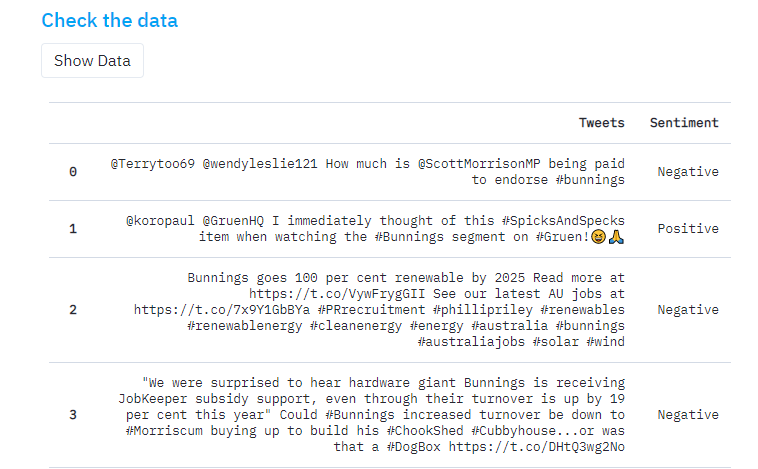 Check the data
Show Data
Tweets Sentiment
0 @Terrytoo69 @wendyleslie121 How much is @ScottMorrisonMP being paid
to endorse #bunnings Negative
1 @koropaul @GruenHQ I immediately thought of this #SpicksAndSpecks
item when watching the #Bunnings segment on #Gruen!😆🙏 Positive
Bunnings goes 100 per cent renewable by 2025 Read more at
https://t.co/VywFrygGII See our latest AU jobs at
2 https://t.co/7x9Y1GbBYa #PRrecruitment #phillipriley #renewables Negative
#renewablenergy #cleanenergy #energy #australia #bunnings
#australiajobs #solar #wind
"We were surprised to hear hardware giant Bunnings is receiving
JobKeeper subsidy support, even through their turnover is up by 19
3 per cent this year" Could #Bunnings increased turnover be down to Negative
#Morriscum buying up to build his #ChookShed #Cubbyhouse...or was
that a #DogBox https://t.co/DHtQ3wg2No